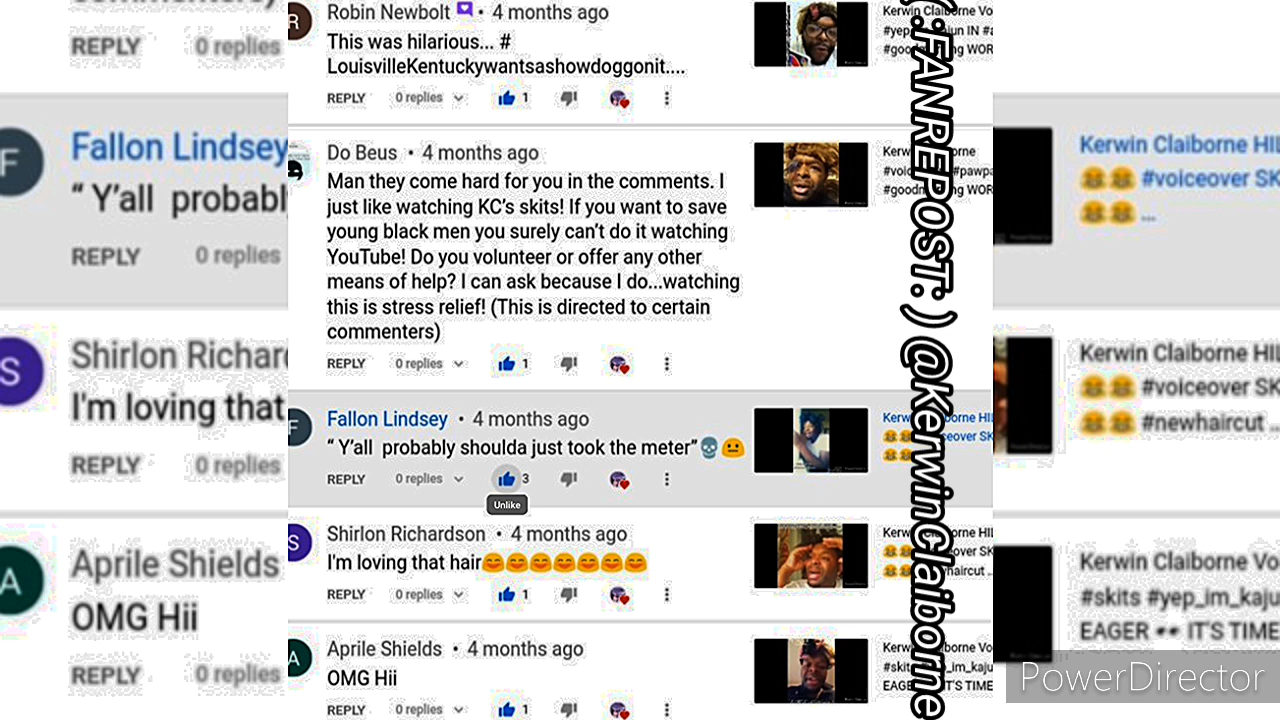 REPLY 0 replies
Fallon Lindsey
“ Y’all probabl
REPLY 0 replies
Shirlon Richard
I'm loving that
REPLY 0 replies
Aprile Shields
OMG Hii
REPLY 0 replies
R
Robin Newbolt • 4 months ago
This was hilarious... #
LouisvilleKentuckywantsashowdoggonit....
REPLY 0 replies 1
Kerwin Claiborne Vo
Do Beus • 4 months ago
Man they come hard for you in the comments. I
just like watching KC’s skits! If you want to save
young black men you surely can’t do it watching
YouTube! Do you volunteer or offer any other
means of help? I can ask because I do...watching
this is stress relief! (This is directed to certain
commenters)
REPLY 0 replies 1
F
Fallon Lindsey • 4 months ago
“ Y’all probably shoulda just took the meter”💀😐
REPLY 0 replies 3
Unlike
S
Shirlon Richardson • 4 months ago
I'm loving that hair😊😊😊😊😊😊😊
REPLY 0 replies 1
A
Aprile Shields • 4 months ago
OMG Hii
REPLY 0 replies 1
(:FANREPOST:) @Kerwinclaiborne
Kerwin Claiborne HIL
😂😂 #voiceover SK
😂😂 ...
Kerwin Claiborne HIL
😂😂 #voiceover SK
😂😂 #newhaircut ..
Kerwin Claiborne Vo
#skits #yep_im_kaju
EAGER 👀 IT'S TIME
PowerDirector